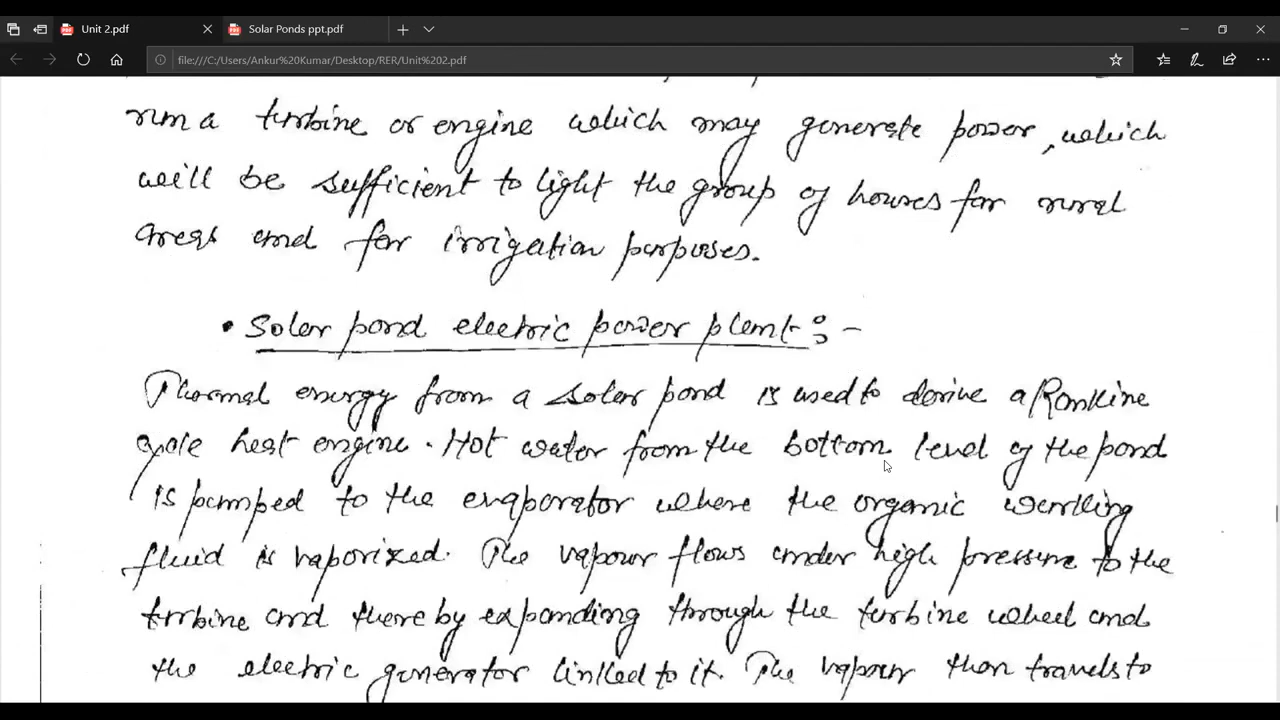 Unit 2.pdf
Solar Ponds ppt.pdf
file:///C:/Users/Ankur%20Kumar/Desktop/RER/Unit%202.pdf
run a turbine or engine which may generate power, which
will be sufficient to light the group of houses for rural
areas and for irrigation purposes.
• Solar pond electric power plant :-
Thermal energy from a solar pond is used to derive a Rankine
cycle heat engine. Hot water from the bottom level of the pond
is pumped to the evaporator where the organic working
fluid is vaporized. The vapour flows under high pressure to the
turbine and thereby expanding through the turbine wheel and
the electric generator linked to it. The vapour then travels to